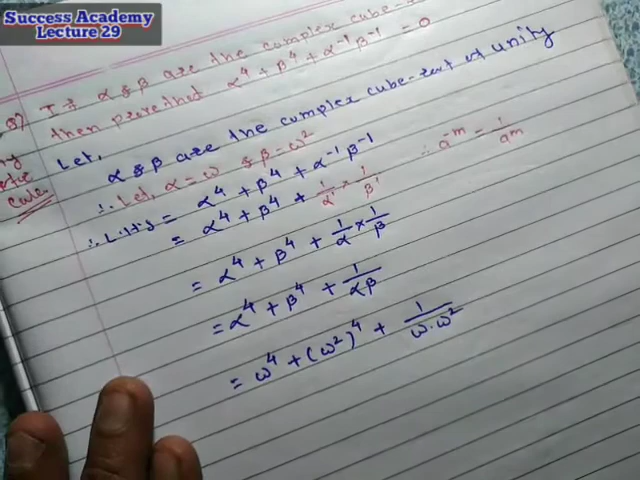 Success Academy
Lecture 29
Q) If α & β are the complex cube-
then prove that α⁴ + β⁴ + α⁻¹ β⁻¹ = 0
Let,
α & β are the complex cube-root of unity
∴ Let, α = ω & β = ω²
∴ L.H.S = α⁴ + β⁴ + α⁻¹ β⁻¹
= α⁴ + β⁴ + 1/α¹ × 1/β¹ ∴ a⁻ᵐ = 1/aᵐ
= α⁴ + β⁴ + 1/α × 1/β
= α⁴ + β⁴ + 1/αβ
= ω⁴ + (ω²)⁴ + 1/ω·ω²